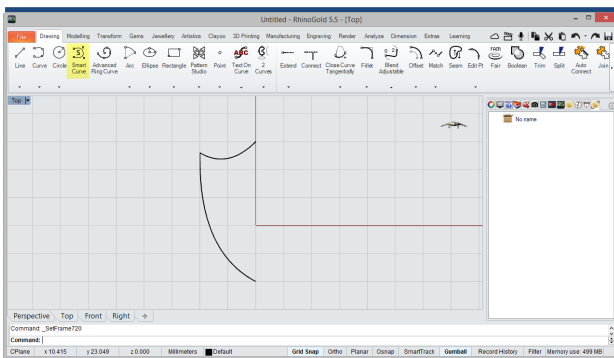 Untitled - RhinoGold 5.5 - [Top]
File Drawing Modelling Transform Gems Jewellery Artistics Clayoo 3D Printing Manufacturing Engraving Render Analyze Dimension Extras Learning
Line Curve Circle Smart Curve Advanced Ring Curve Arc Ellipse Rectangle Pattern Studio Point Text On Curve 2 Curves Extend Connect Close Curve Tangentially Fillet Blend Adjustable Offset Match Seam Edit Pt Fair Boolean Trim Split Auto Connect Join
Top
No name
Perspective Top Front Right
Command: _SetFrame720
Command:
CPlane x 10.415 y 23.049 z 0.000 Millimeters Default Grid Snap Ortho Planar Osnap SmartTrack Gumball Record History Filter Memory use: 499 MB